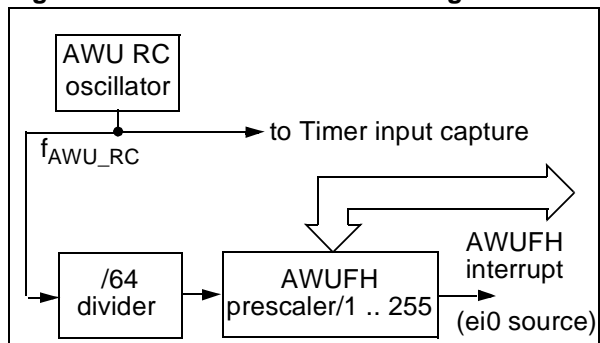 AWU RC
oscillator
to Timer input capture
fAWU_RC
AWUFH
interrupt
/64
divider
AWUFH
prescaler/1 .. 255
(ei0 source)